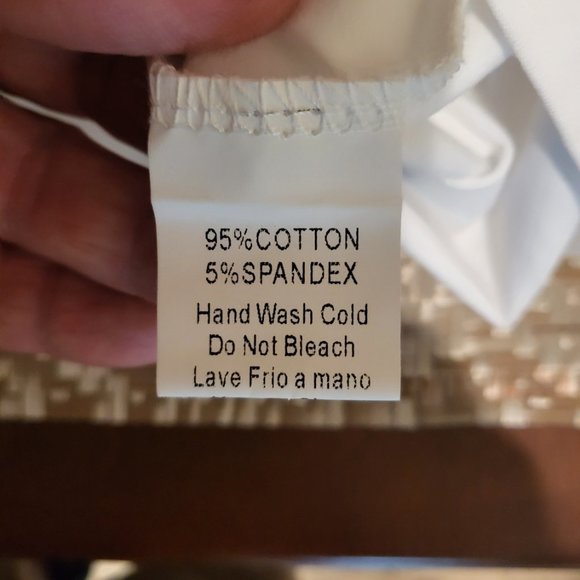 95%COTTON
5%SPANDEX
Hand Wash Cold
Do Not Bleach
Lave Frio a mano